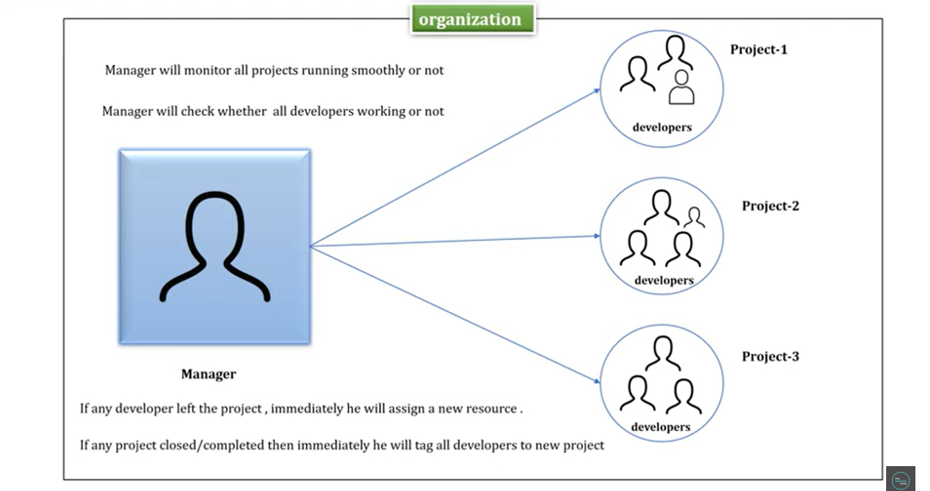 organization
Project-1
Manager will monitor all projects running smoothly or not
Manager will check whether all developers working or not
developers
Project-2
developers
Project-3
Manager
If any developer left the project , immediately he will assign a new resource .
developers
If any project closed/completed then immediately he will tag all developers to new project